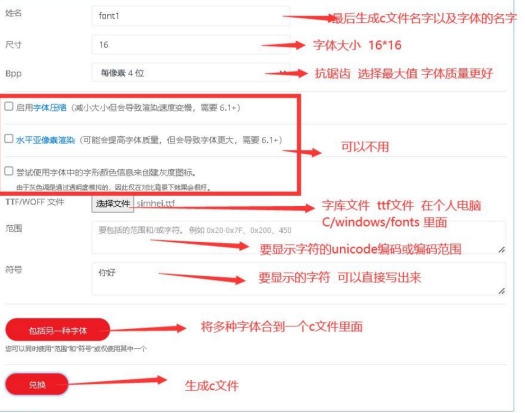 姓名
font1
最后生成c文件名字以及字体的名字
尺寸
16
字体大小 16*16
Bpp
每像素 4 位
抗锯齿 选择最大值 字体质量更好
启用字体压缩（减小大小但会导致渲染速度变慢，需要 6.1+）
水平亚像素渲染（可能会提高字体质量，但会导致字体更大，需要 6.1+）
可以不用
尝试使用字体中的字形颜色信息来创建灰度图标。
由于灰色调是通过透明度模拟的，因此仅在对比背景下效果会很好。
TTF/WOFF 文件
选择文件 simhei.ttf
字库文件 ttf文件 在个人电脑
C/windows/fonts 里面
范围
要包括的范围和/或字符。 例如 0x20-0x7F, 0x200, 450
要显示字符的unicode编码或编码范围
符号
你好
要显示的字符 可以直接写出来
包括另一种字体
将多种字体合到一个c文件里面
您可以同时使用"范围"和"符号"或仅使用其中一个
兑换
生成c文件